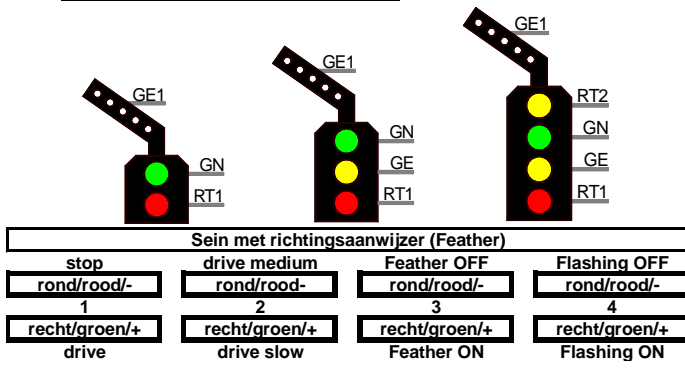 GE1
GN
RT1
GE1
GN
GE
RT1
GE1
RT2
GN
GE
RT1
Sein met richtingsaanwijzer (Feather)
stop drive medium Feather OFF Flashing OFF
rond/rood/- rond/rood- rond/rood/- rond/rood/-
1 2 3 4
recht/groen/+ recht/groen/+ recht/groen/+ recht/groen/+
drive drive slow Feather ON Flashing ON